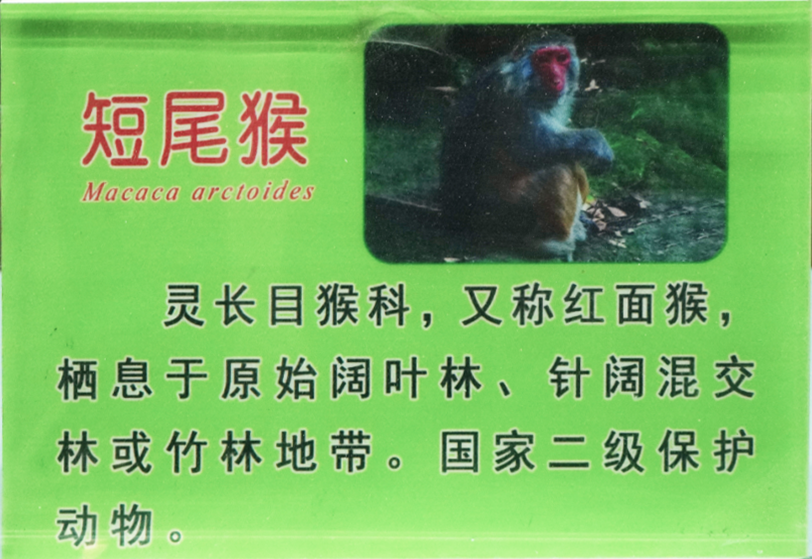 短尾猴
Macaca arctoides
灵长目猴科，又称红面猴，
栖息于原始阔叶林、针阔混交
林或竹林地带。国家二级保护
动物。